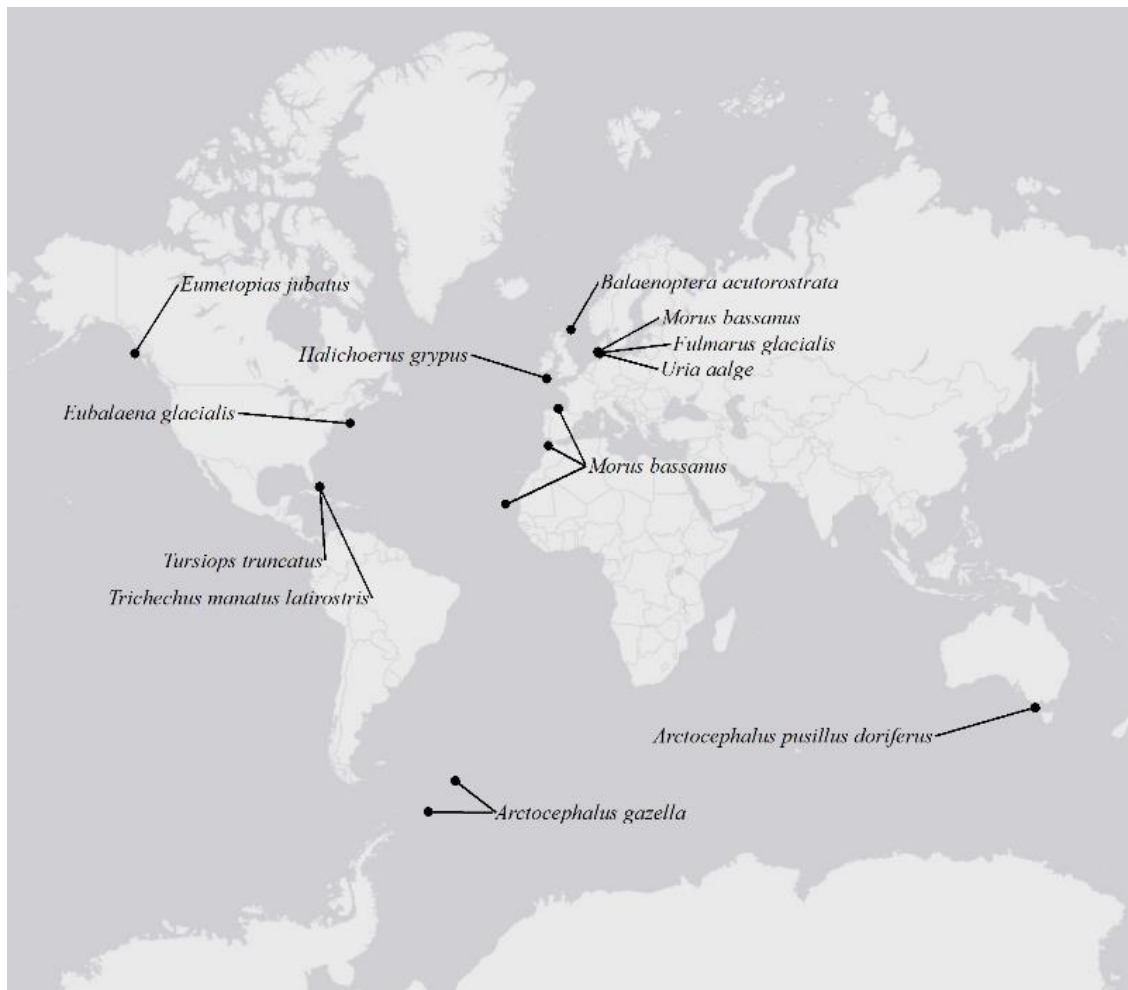 Eumetopias jubatus
Balaenoptera acutorostrata
Morus bassanus
Fulmarus glacialis
Halichoerus grypus
Uria aalge
Eubalaena glacialis
Morus bassanus
Tursiops truncatus
Trichechus manatus latirostris
Arctocephalus pusillus doriferus
Arctocephalus gazella